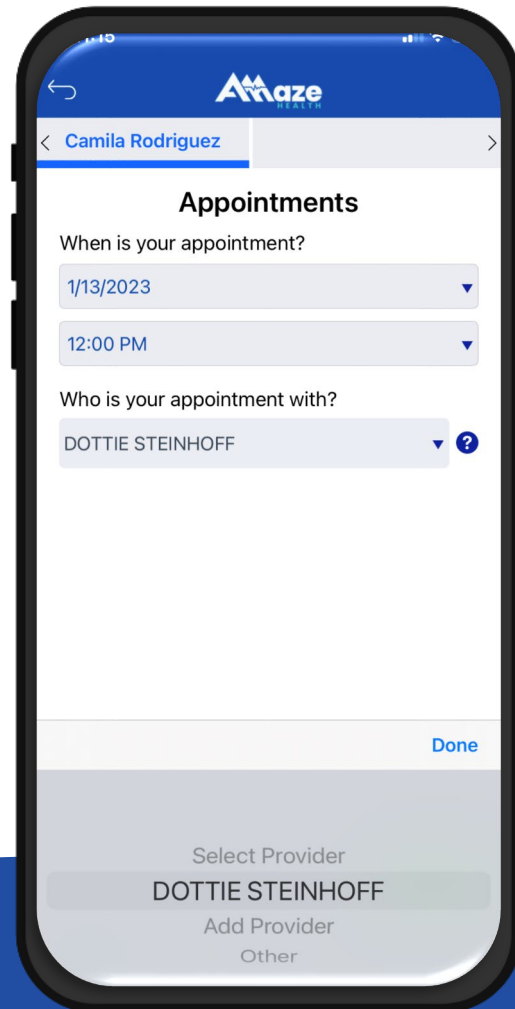 AMaze
HEALTH
Camila Rodriguez
Appointments
When is your appointment?
1/13/2023
12:00 PM
Who is your appointment with?
DOTTIE STEINHOFF
?
Done
Select Provider
DOTTIE STEINHOFF
Add Provider
Other